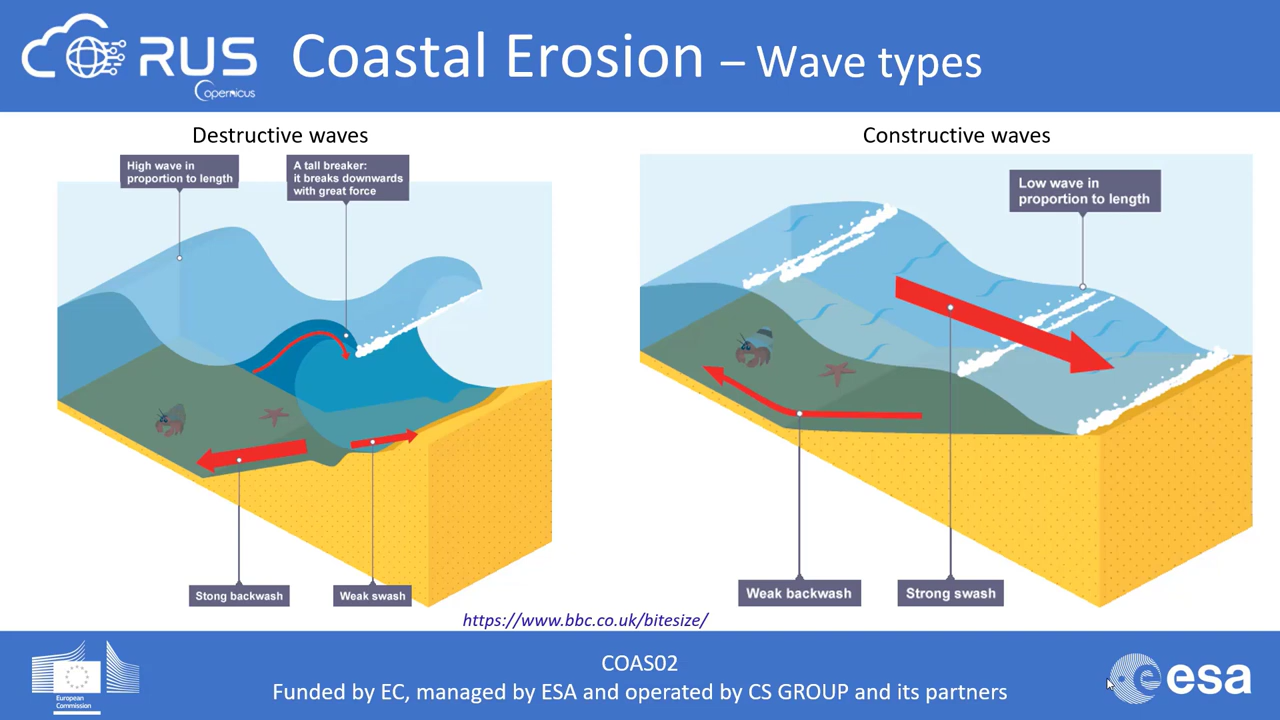 RUS
Copernicus
Coastal Erosion – Wave types
Destructive waves
High wave in
proportion to length
A tall breaker:
it breaks downwards
with great force
Stong backwash
Weak swash
Constructive waves
Low wave in
proportion to length
Weak backwash
Strong swash
https://www.bbc.co.uk/bitesize/
European
Commission
COAS02
Funded by EC, managed by ESA and operated by CS GROUP and its partners
esa